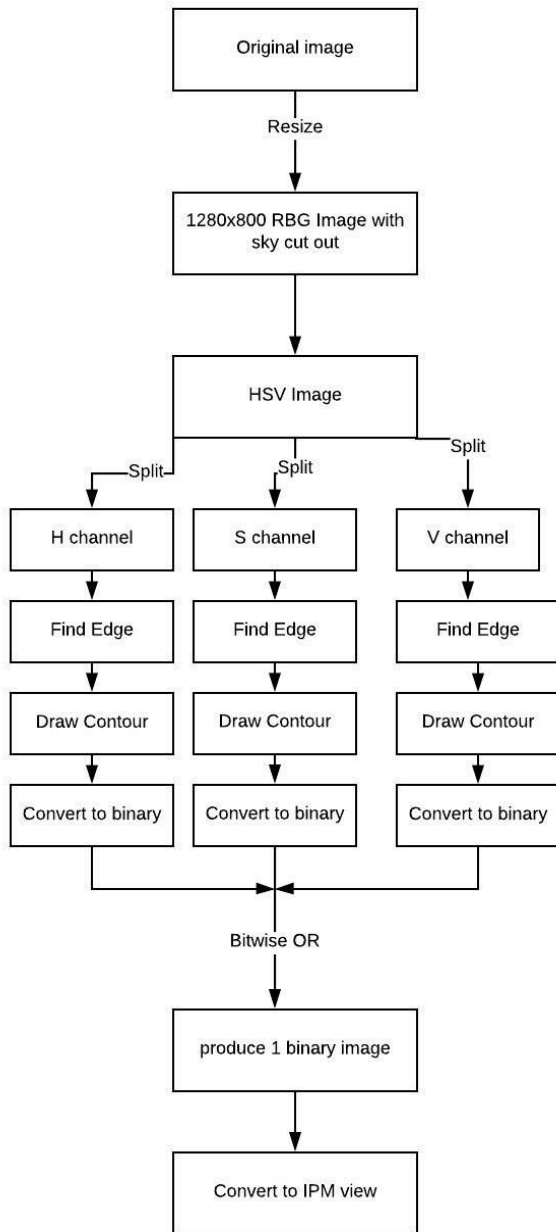 Original image
Resize
1280x800 RBG Image with
sky cut out
HSV Image
Split
Split
Split
H channel
S channel
V channel
Find Edge
Find Edge
Find Edge
Draw Contour
Draw Contour
Draw Contour
Convert to binary
Convert to binary
Convert to binary
Bitwise OR
produce 1 binary image
Convert to IPM view